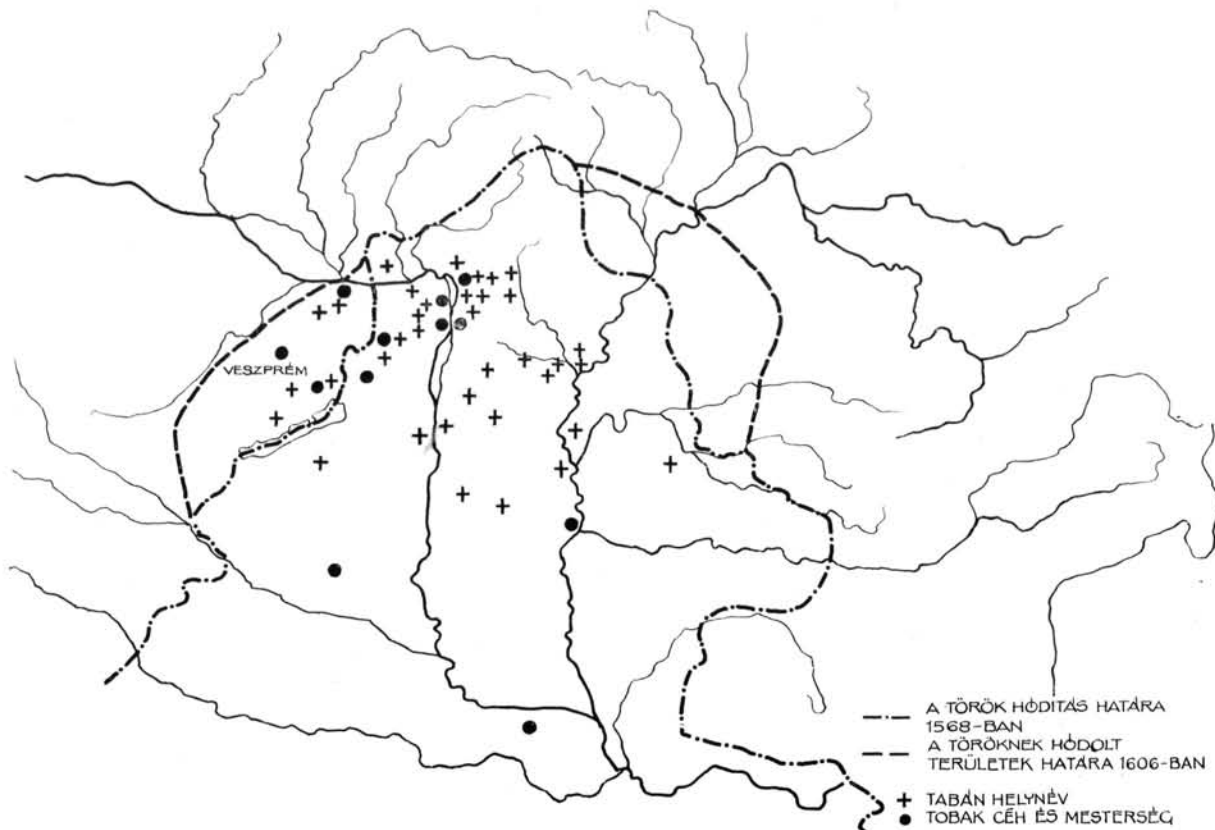 VESZPRÉM
A TÖRÖK HÓDITÁS HATÁRA
1568-BAN
A TÖRÖKNEK HÓDOLT
TERÜLETEK HATÁRA 1606-BAN
TABÁN HELYNÉV
TOBAK CÉH ÉS MESTERSÉG